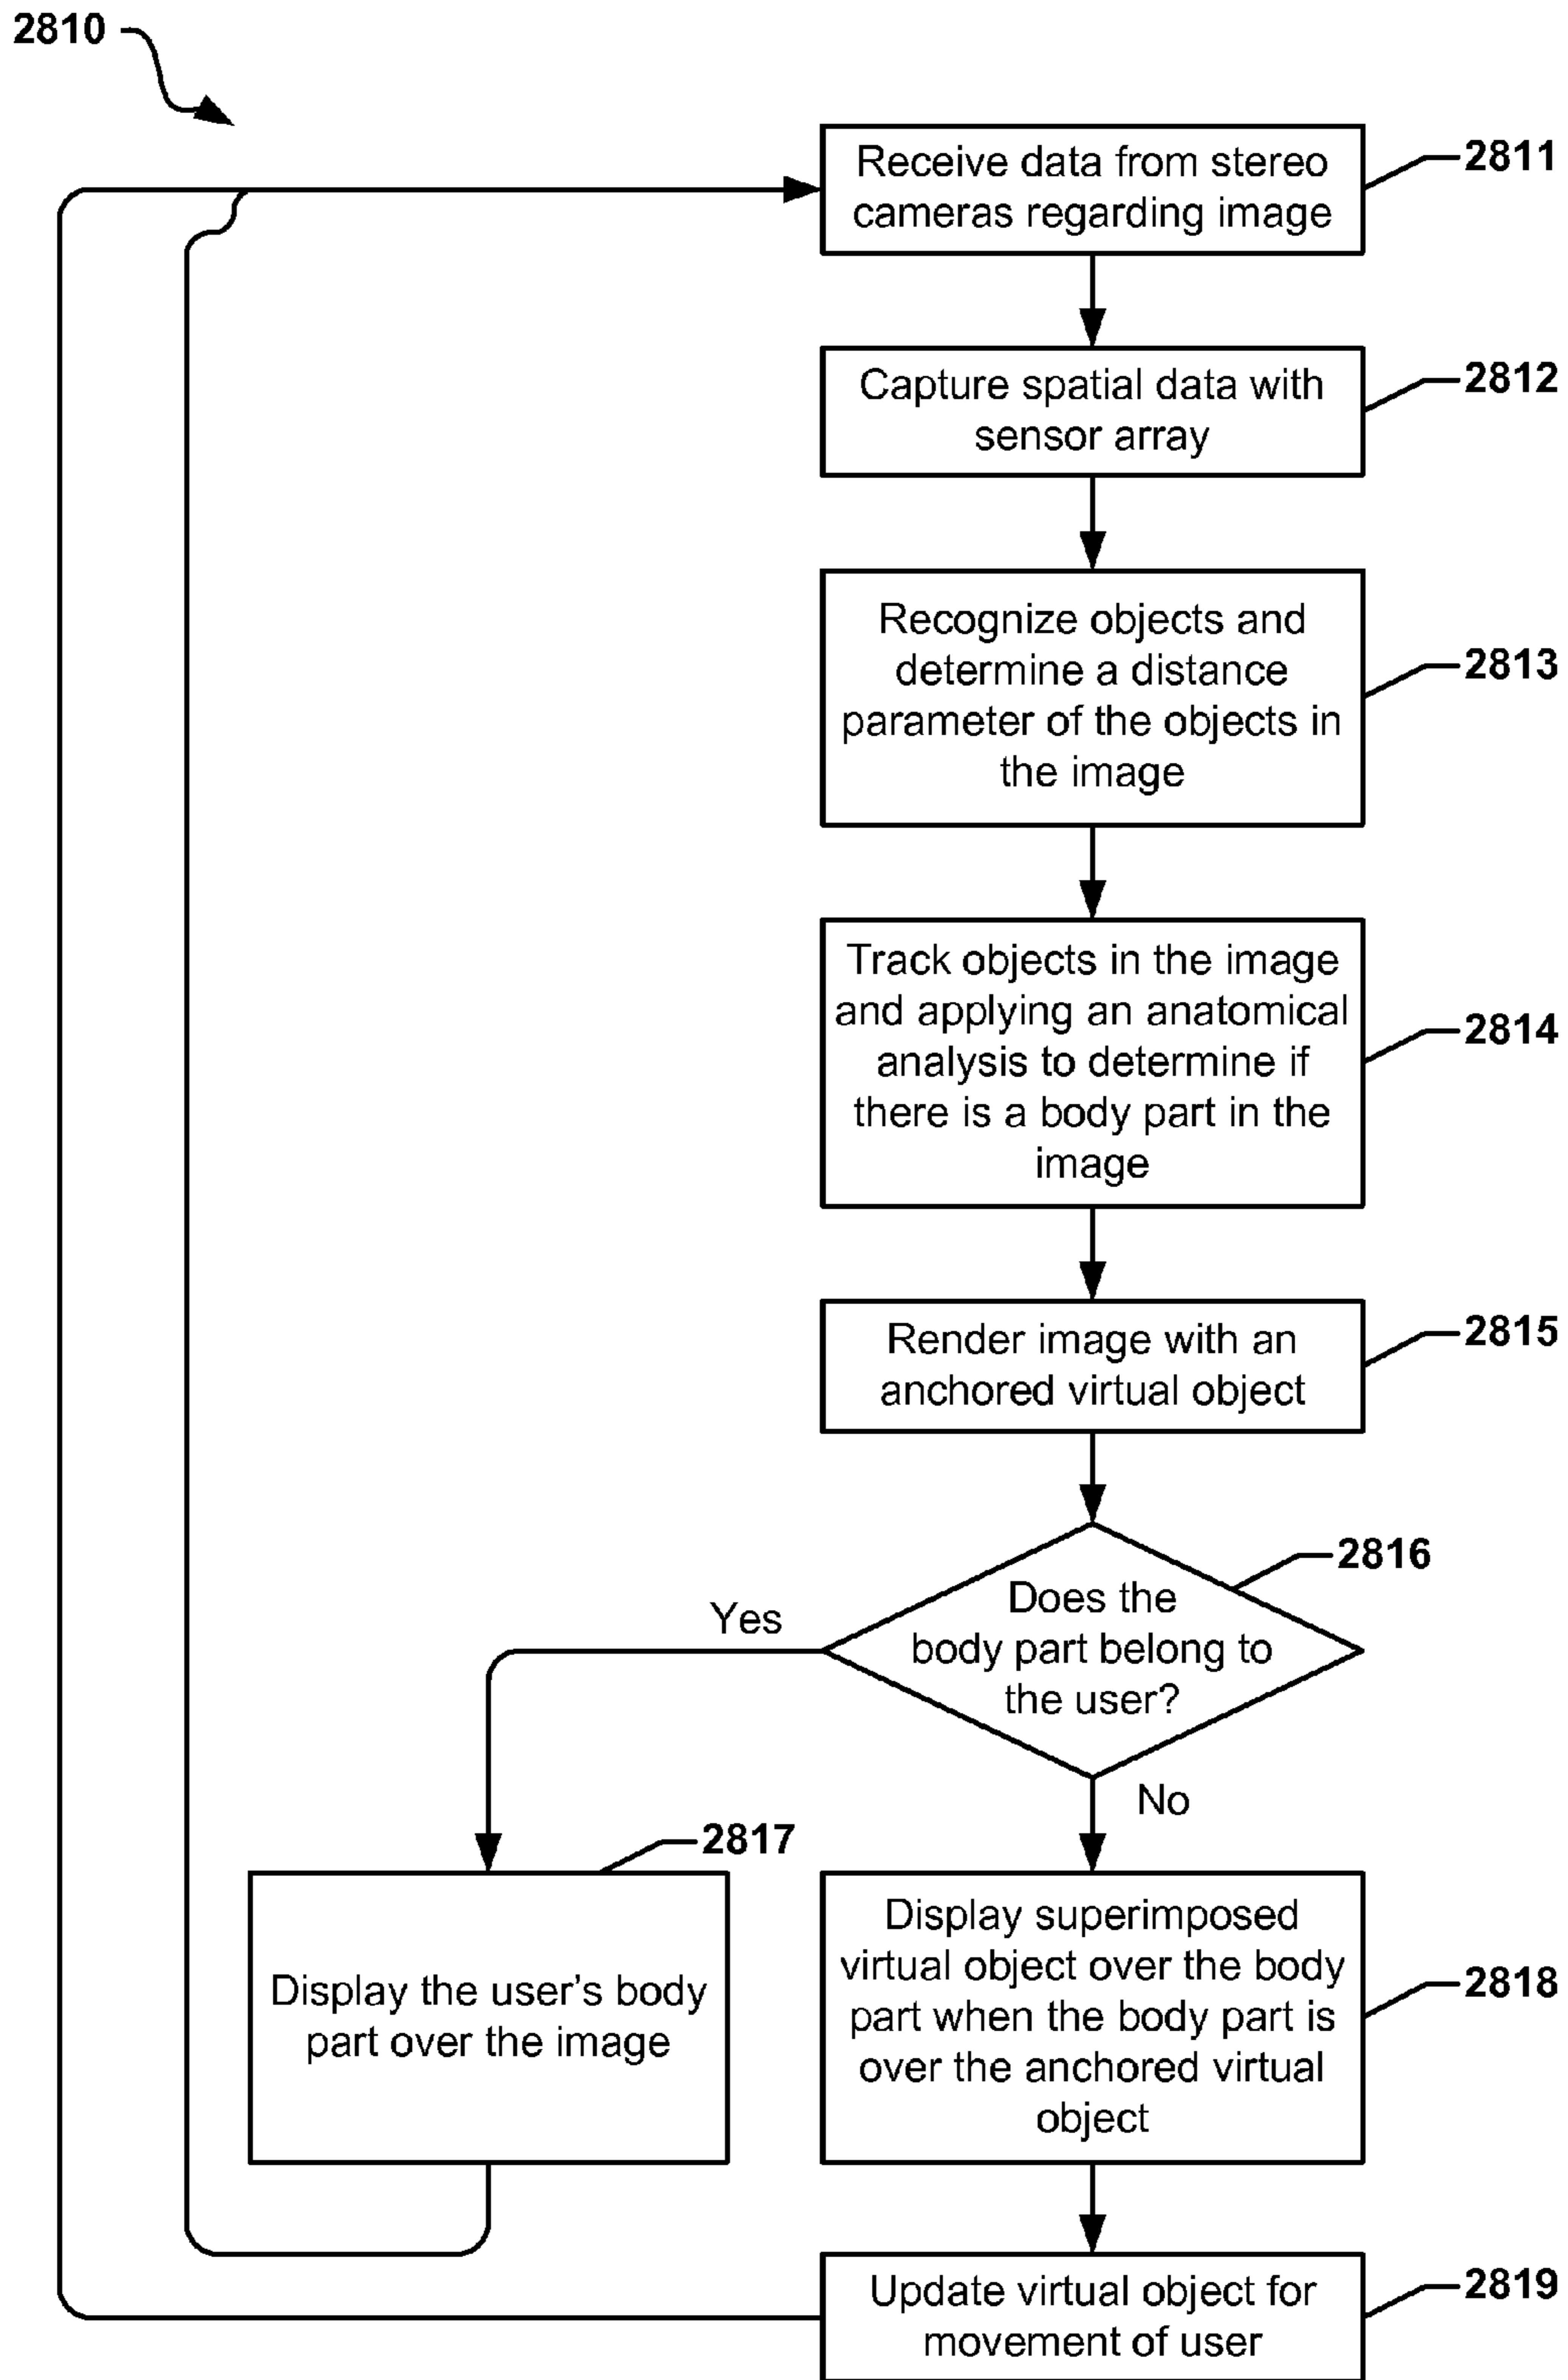 2810
Receive data from stereo
cameras regarding image
2811
Capture spatial data with
sensor array
2812
Recognize objects and
determine a distance
parameter of the objects in
the image
2813
Track objects in the image
and applying an anatomical
analysis to determine if
there is a body part in the
image
2814
Render image with an
anchored virtual object
2815
Does the
body part belong to
the user?
2816
Yes
No
Display the user's body
part over the image
2817
Display superimposed
virtual object over the body
part when the body part is
over the anchored virtual
object
2818
Update virtual object for
movement of user
2819